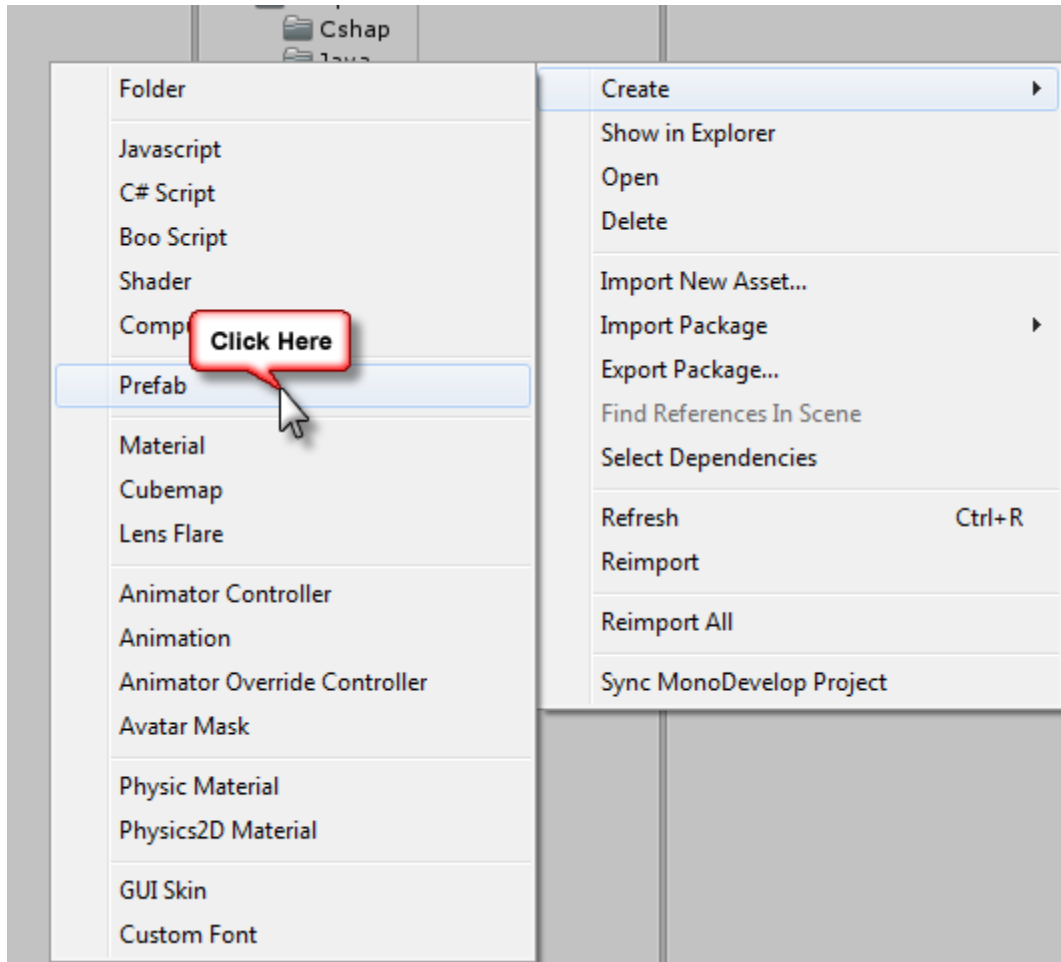 Cshap
Folder
Javascript
C# Script
Boo Script
Shader
Click Here
Prefab
Material
Cubemap
Lens Flare
Animator Controller
Animation
Animator Override Controller
Avatar Mask
Physic Material
Physics2D Material
GUI Skin
Custom Font
Create
Show in Explorer
Open
Delete
Import New Asset...
Import Package
Export Package...
Find References In Scene
Select Dependencies
Refresh Ctrl+R
Reimport
Reimport All
Sync MonoDevelop Project